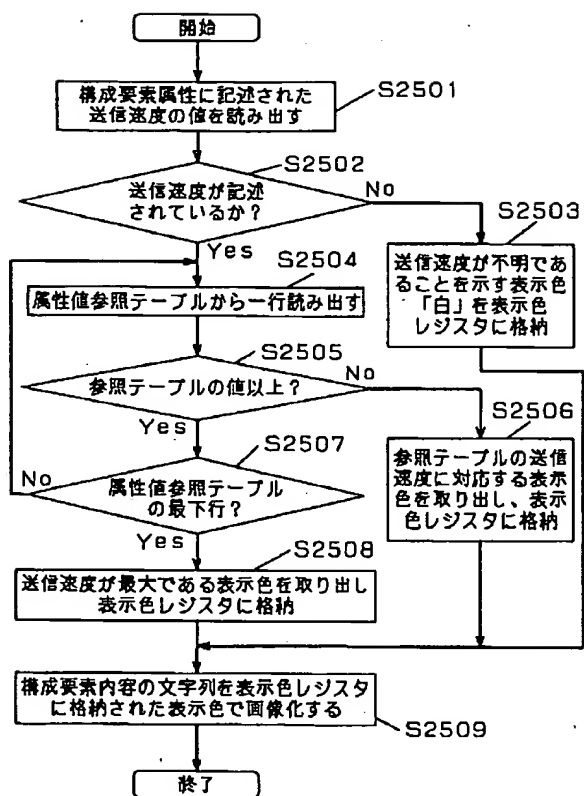 開始
構成要素属性に記述された
送信速度の値を読み出す
S2501
S2502
送信速度が記述
されているか?
No
Yes
S2503
送信速度が不明であ
ることを示す表示色
「白」を表示色
レジスタに格納
S2504
属性値参照テーブルから一行読み出す
S2505
参照テーブルの値以上?
No
Yes
S2506
参照テーブルの送信
速度に対応する表示
色を取り出し、表示
色レジスタに格納
S2507
No
属性値参照テーブル
の最下行?
Yes
S2508
送信速度が最大である表示色を取り出し
表示色レジスタに格納
構成要素内容の文字列を表示色レジスタ
に格納された表示色で画像化する
S2509
終了